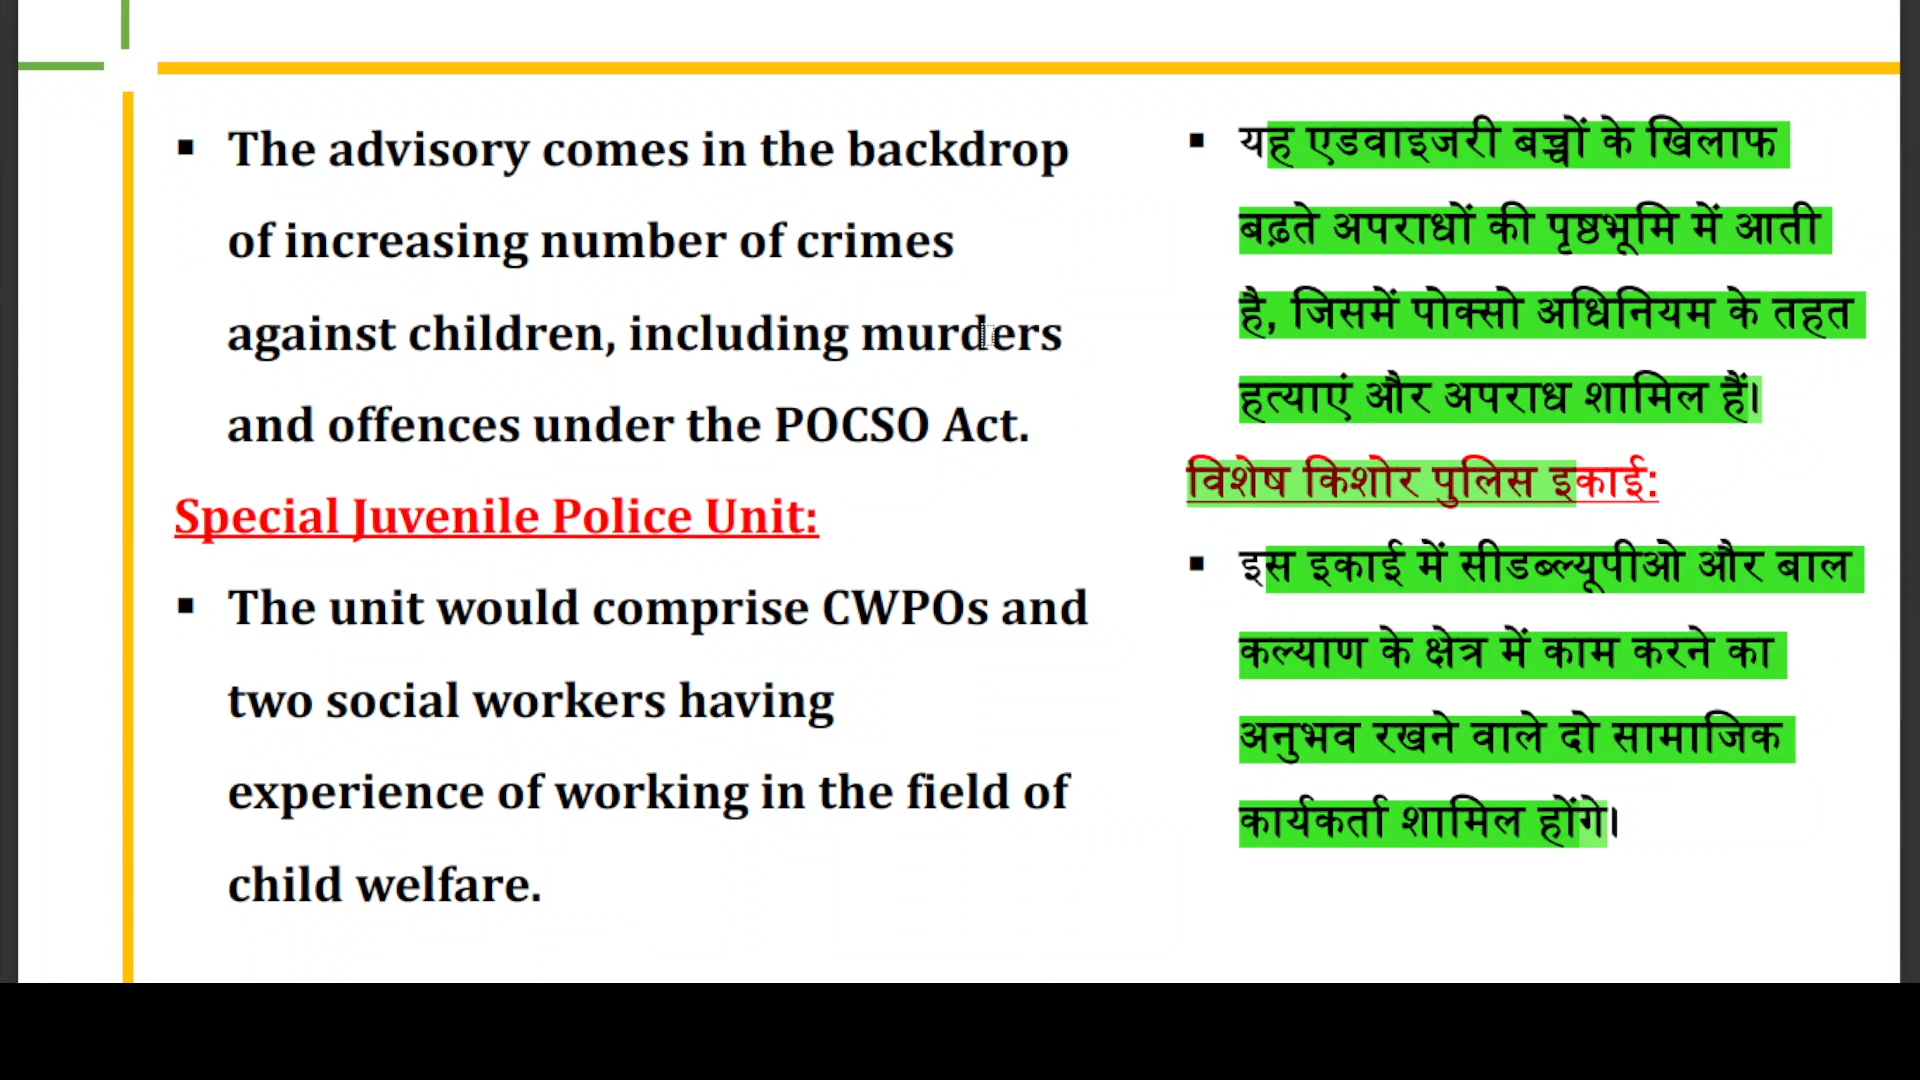 ▪ The advisory comes in the backdrop
of increasing number of crimes
against children, including murders
and offences under the POCSO Act.
Special Juvenile Police Unit:
▪ The unit would comprise CWPOs and
two social workers having
experience of working in the field of
child welfare.
▪ यह एडवाइजरी बच्चों के खिलाफ
बढ़ते अपराधों की पृष्ठभूमि में आती
है, जिसमें पोक्सो अधिनियम के तहत
हत्याएं और अपराध शामिल हैं।
विशेष किशोर पुलिस इकाई:
▪ इस इकाई में सीडब्ल्यूपीओ और बाल
कल्याण के क्षेत्र में काम करने का
अनुभव रखने वाले दो सामाजिक
कार्यकर्ता शामिल होंगे।